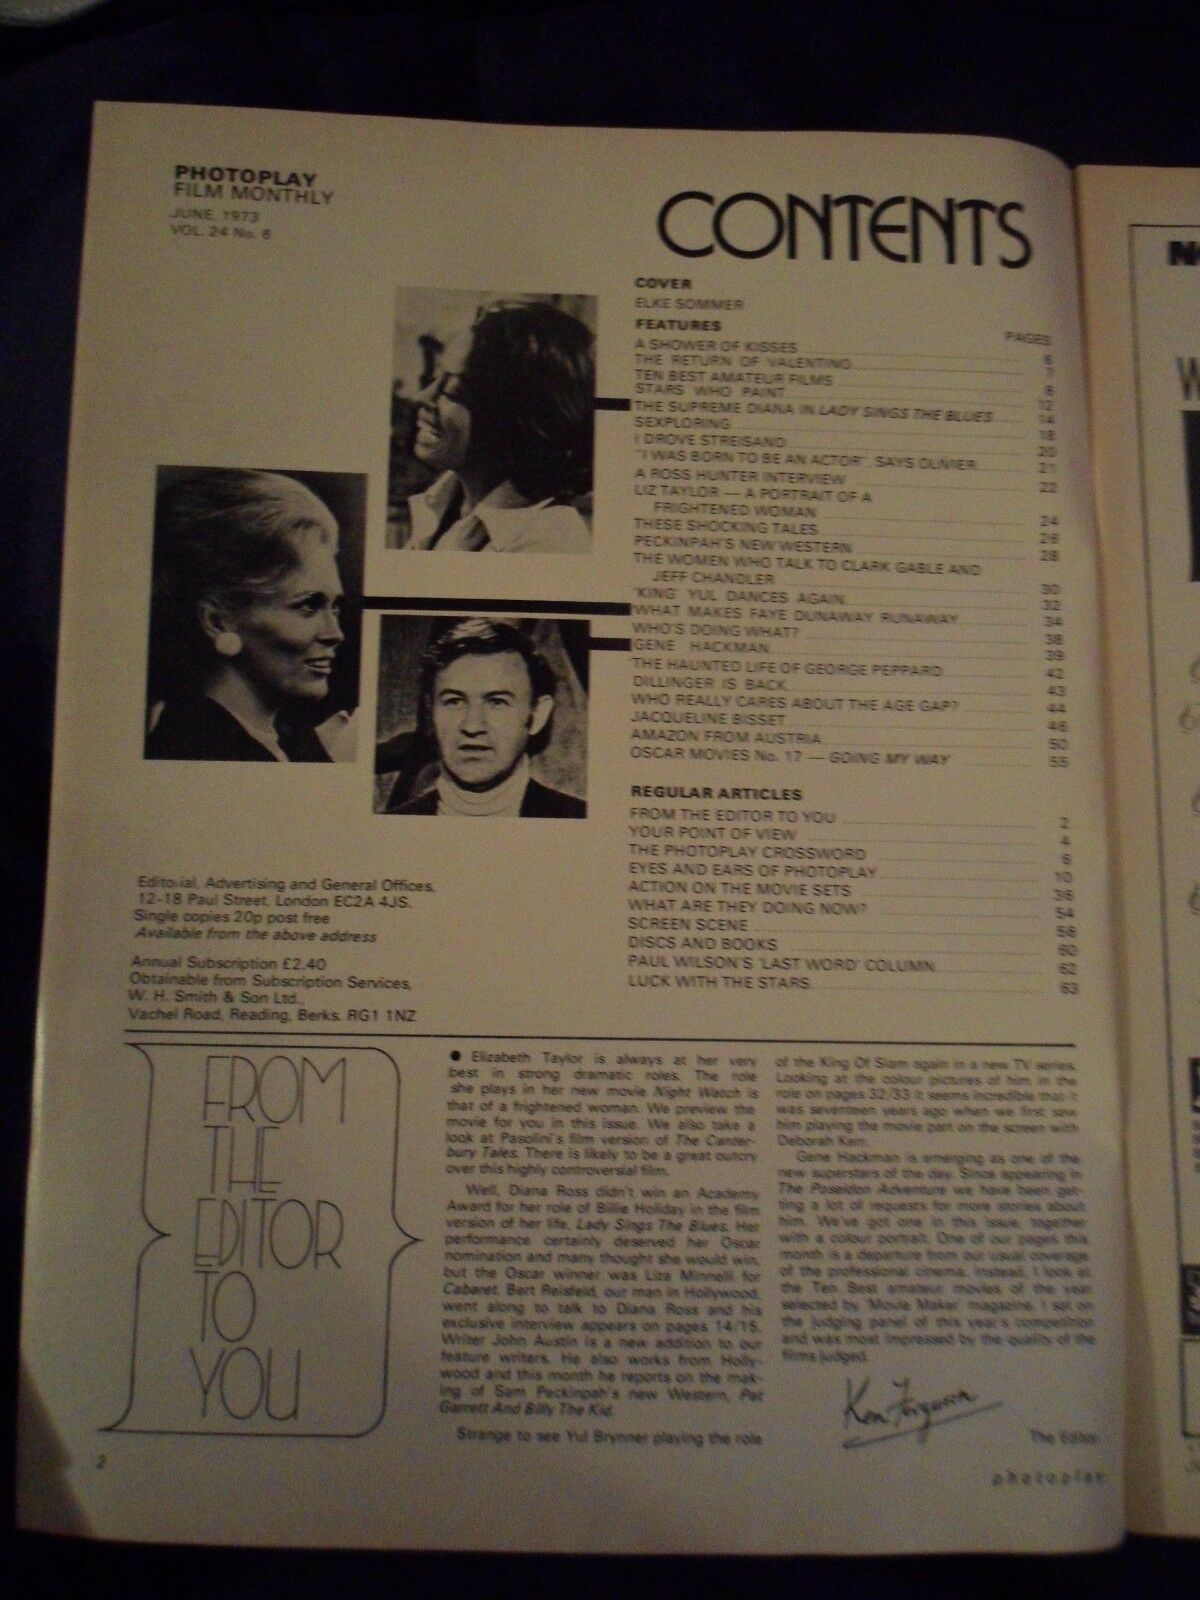 PHOTOPLAY
FILM MONTHLY
JUNE, 1973
VOL. 24 No. 6
CONTENTS
COVER
ELKE SOMMER
FEATURES
PAGES
A SHOWER OF KISSES 6
THE RETURN OF VALENTINO 7
TEN BEST AMATEUR FILMS 8
STARS WHO PAINT 12
THE SUPREME DIANA IN LADY SINGS THE BLUES 14
SEXPLORING 18
I DROVE STREISAND 20
"I WAS BORN TO BE AN ACTOR", SAYS OLIVIER 21
A ROSS HUNTER INTERVIEW 22
LIZ TAYLOR — A PORTRAIT OF A
FRIGHTENED WOMAN 24
THESE SHOCKING TALES 26
PECKINPAH'S NEW WESTERN 28
THE WOMEN WHO TALK TO CLARK GABLE AND
JEFF CHANDLER 30
'KING' YUL DANCES AGAIN 32
WHAT MAKES FAYE DUNAWAY RUNAWAY 34
WHO'S DOING WHAT? 38
GENE HACKMAN 39
THE HAUNTED LIFE OF GEORGE PEPPARD 42
DILLINGER IS BACK 43
WHO REALLY CARES ABOUT THE AGE GAP? 44
JACQUELINE BISSET 46
AMAZON FROM AUSTRIA 50
OSCAR MOVIES No. 17 — GOING MY WAY 55
REGULAR ARTICLES
FROM THE EDITOR TO YOU 2
YOUR POINT OF VIEW 4
THE PHOTOPLAY CROSSWORD 6
EYES AND EARS OF PHOTOPLAY 10
ACTION ON THE MOVIE SETS 36
WHAT ARE THEY DOING NOW? 54
SCREEN SCENE 56
DISCS AND BOOKS 60
PAUL WILSON'S 'LAST WORD' COLUMN 62
LUCK WITH THE STARS 63
Editorial, Advertising and General Offices,
12-18 Paul Street, London EC2A 4JS.
Single copies 20p post free
Available from the above address
Annual Subscription £2.40
Obtainable from Subscription Services,
W. H. Smith & Son Ltd.,
Vachel Road, Reading, Berks. RG1 1NZ
FROM
THE
EDITOR
TO
YOU
● Elizabeth Taylor is always at her very
best in strong dramatic roles. The role
she plays in her new movie Night Watch is
that of a frightened woman. We preview the
movie for you in this issue. We also take a
look at Pasolini's film version of The Canter-
bury Tales. There is likely to be a great outcry
over this highly controversial film.
Well, Diana Ross didn't win an Academy
Award for her role of Billie Holliday in the film
version of her life, Lady Sings The Blues. Her
performance certainly deserved her Oscar
nomination and many thought she would win,
but the Oscar winner was Liza Minnelli for
Cabaret. Bert Reisfeld, our man in Hollywood,
went along to talk to Diana Ross and his
exclusive interview appears on pages 14/15.
Writer John Austin is a new addition to our
feature writers. He also works from Holly-
wood and this month he reports on the mak-
ing of Sam Peckinpah's new Western, Pat
Garrett And Billy The Kid.
Strange to see Yul Brynner playing the role
of the King Of Siam again in a new TV series.
Looking at the colour pictures of him in the
role on pages 32/33 it seems incredible that it
was seventeen years ago when we first saw
him playing the movie part on the screen with
Deborah Kerr.
Gene Hackman is emerging as one of the
new superstars of the day. Since appearing in
The Poseidon Adventure we have been get-
ting a lot of requests for more stories about
him. We've got one in this issue, together
with a colour portrait. One of our pages this
month is a departure from our usual coverage
of the professional cinema. Instead, I look at
the Ten Best amateur movies of the year
selected by 'Movie Maker' magazine. I sat on
the judging panel of this year's competition
and was most impressed by the quality of the
films judged.
Ken Ferguson
The Editor
2
photoplay